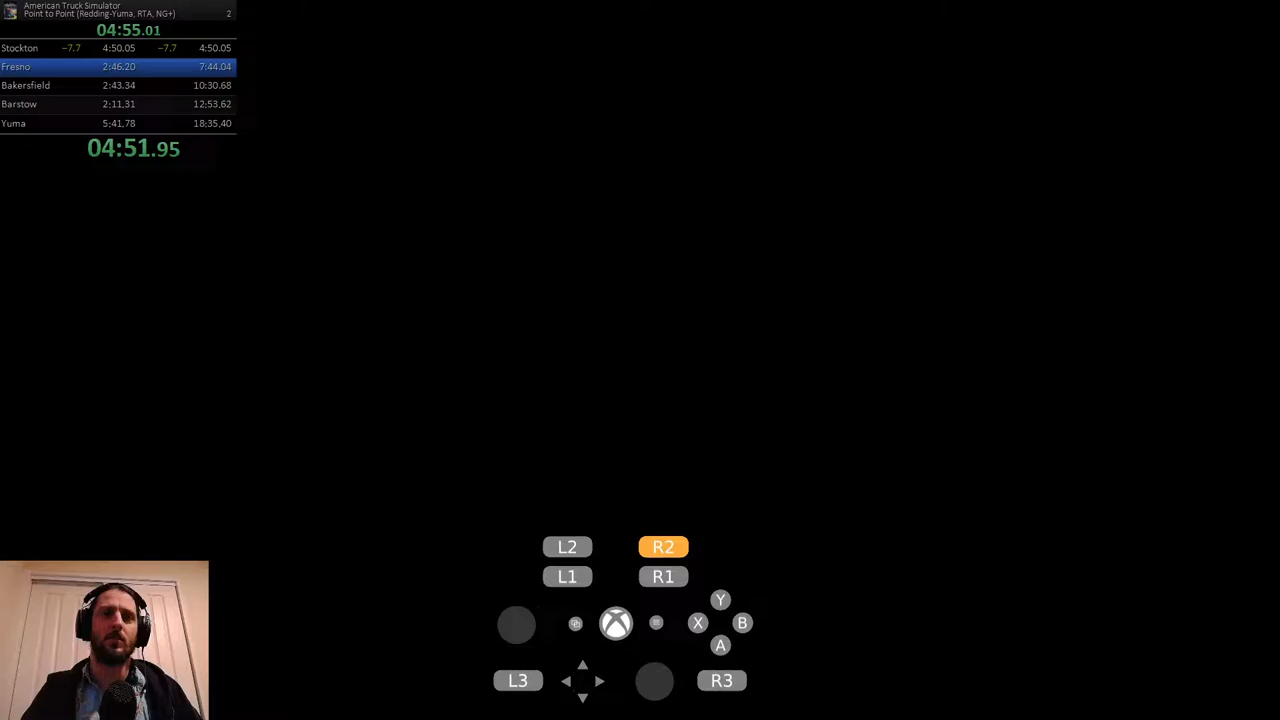 American Truck Simulator
Point to Point (Redding-Yuma, RTA, NG+) 2
04:55.01
Stockton -7.7 4:50.05 -7.7 4:50.05
Fresno 2:46.20 7:44.04
Bakersfield 2:43.34 10:30.68
Barstow 2:11.31 12:53.62
Yuma 5:41.78 18:35.40
04:51.95
L2 R2
L1 R1
Y
X B
A
L3 R3